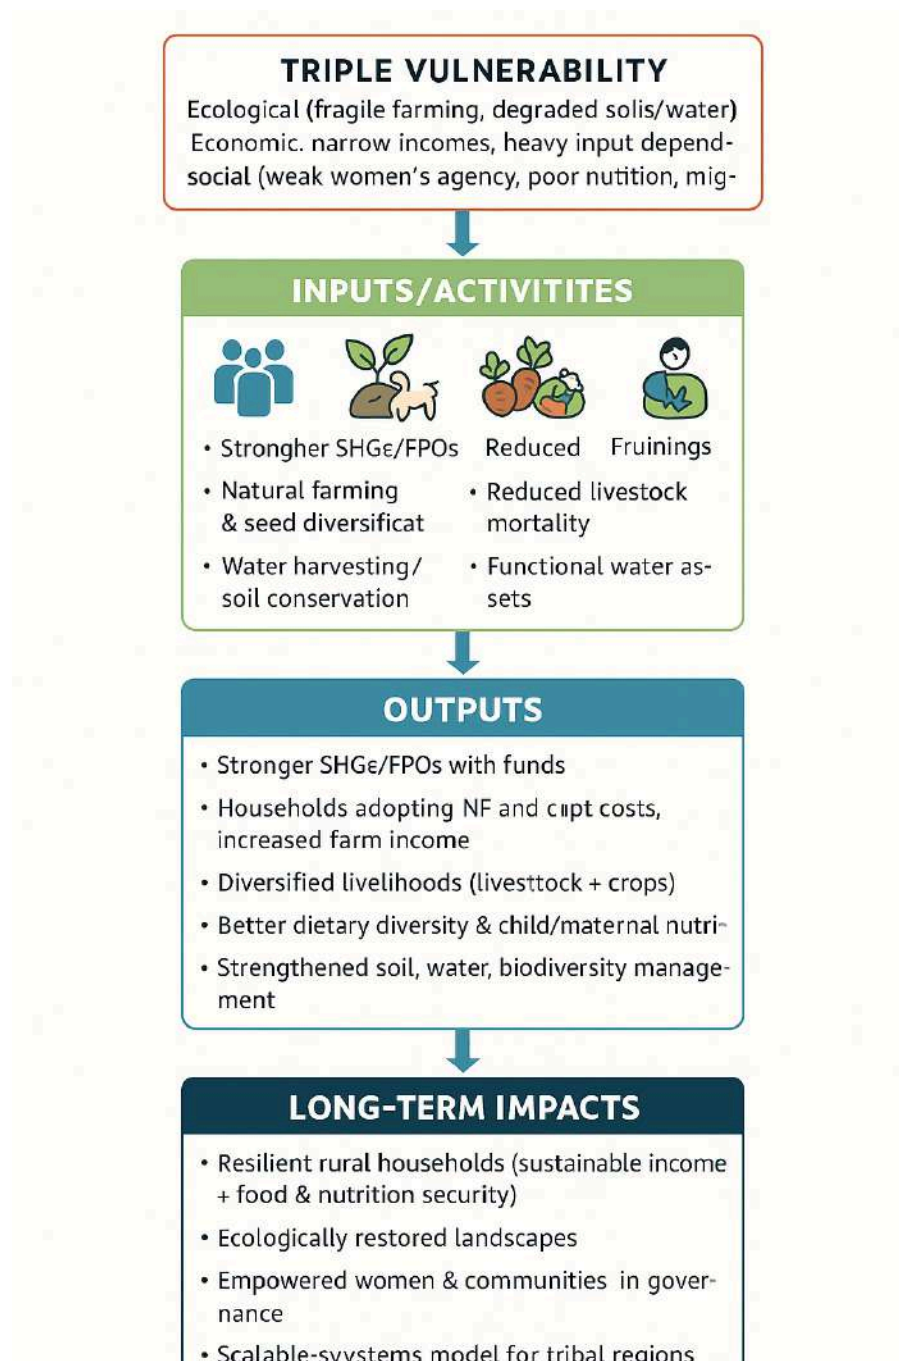 TRIPLE VULNERABILITY
Ecological (fragile farming, degraded solis/water)
Economic. narrow incomes, heavy input depend-
social (weak women's agency, poor nutition, mig-
INPUTS/ACTIVITITES
• Strongher SHGε/FPOs
Reduced
Fruinings
• Natural farming
& seed diversificat
• Reduced livestock
mortality
• Water harvesting/
soil conservation
• Functional water as-
sets
OUTPUTS
• Stronger SHGε/FPOs with funds
• Households adopting NF and costs,
increased farm income
• Diversified livelihoods (livesttock + crops)
• Better dietary diversity & child/maternal nutri-
• Strengthened soil, water, biodiversity manage-
ment
LONG-TERM IMPACTS
• Resilient rural households (sustainable income
+ food & nutrition security)
• Ecologically restored landscapes
• Empowered women & communities in gover-
nance
• Scalable-syvstems model for tribal regions